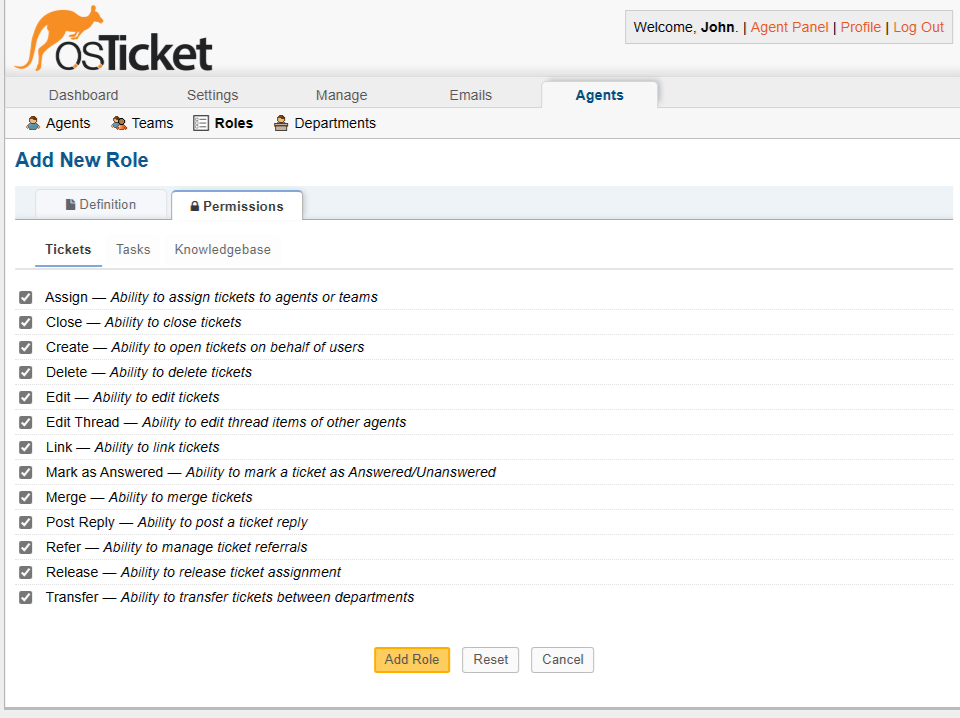 osTicket
Welcome, John. | Agent Panel | Profile | Log Out
Dashboard Settings Manage Emails Agents
Agents Teams Roles Departments
Add New Role
Definition Permissions
Tickets Tasks Knowledgebase
Assign — Ability to assign tickets to agents or teams
Close — Ability to close tickets
Create — Ability to open tickets on behalf of users
Delete — Ability to delete tickets
Edit — Ability to edit tickets
Edit Thread — Ability to edit thread items of other agents
Link — Ability to link tickets
Mark as Answered — Ability to mark a ticket as Answered/Unanswered
Merge — Ability to merge tickets
Post Reply — Ability to post a ticket reply
Refer — Ability to manage ticket referrals
Release — Ability to release ticket assignment
Transfer — Ability to transfer tickets between departments
Add Role Reset Cancel